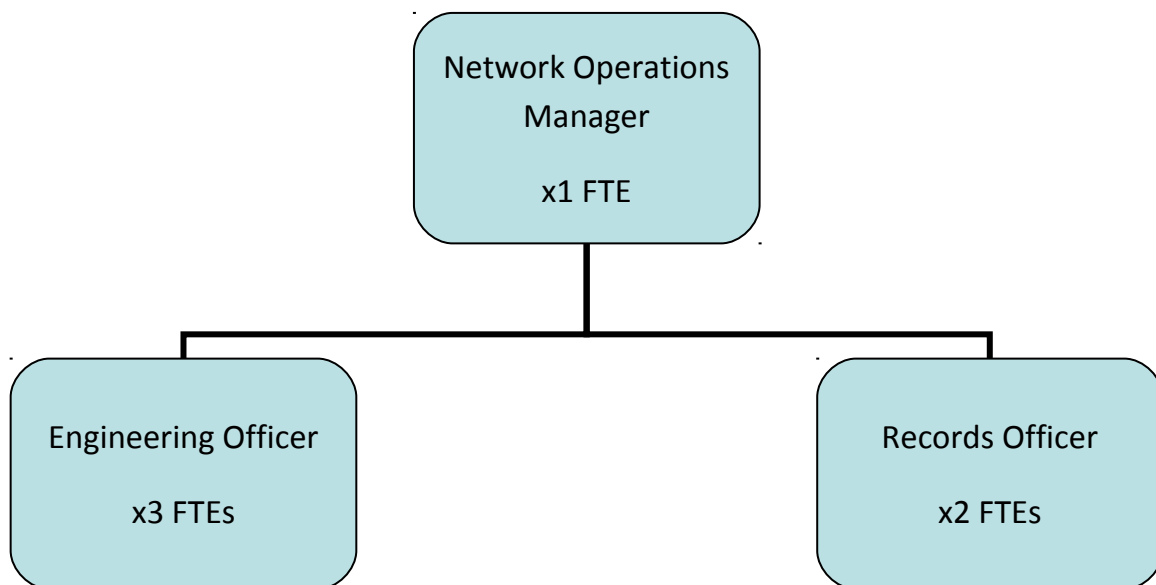 Network Operations
Manager
x1 FTE
Engineering Officer
x3 FTEs
Records Officer
x2 FTEs